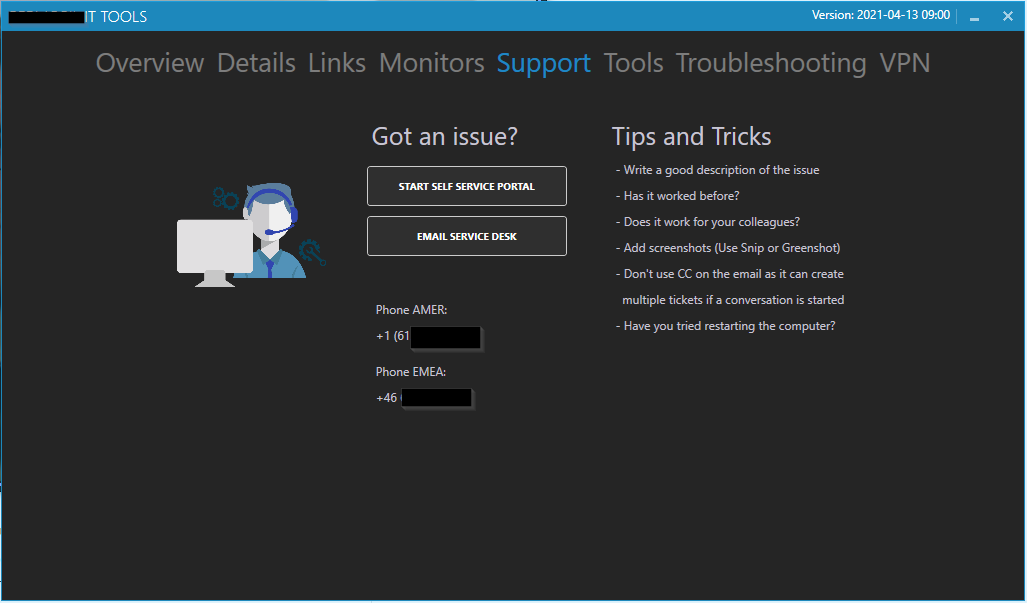 IT TOOLS
Version: 2021-04-13 09:00
Overview Details Links Monitors Support Tools Troubleshooting VPN
Got an issue?
START SELF SERVICE PORTAL
EMAIL SERVICE DESK
Phone AMER:
+1 (61
Phone EMEA:
+46
Tips and Tricks
- Write a good description of the issue
- Has it worked before?
- Does it work for your colleagues?
- Add screenshots (Use Snip or Greenshot)
- Don't use CC on the email as it can create
multiple tickets if a conversation is started
- Have you tried restarting the computer?